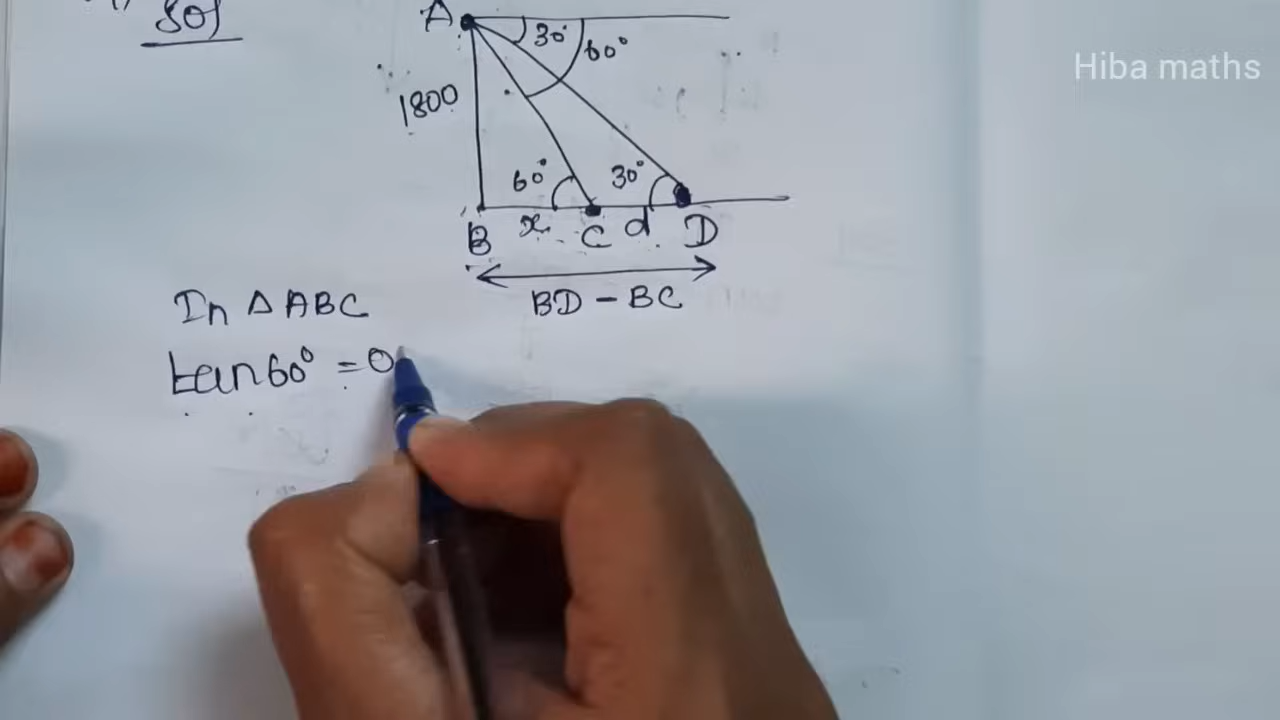 Sol
A
30°
60°
Hiba maths
1800
60°
30°
B x C d D
BD - BC
In Δ ABC
tan60° = O